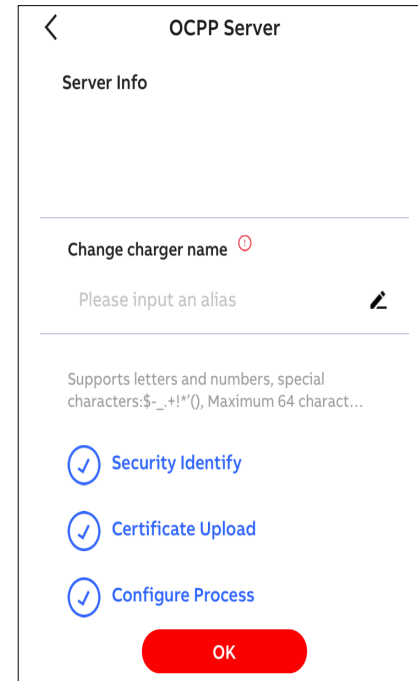 OCPP Server
Server Info
Change charger name
Please input an alias
Supports letters and numbers, special
characters:$-_.+!*'(), Maximum 64 charact...
Security Identify
Certificate Upload
Configure Process
OK